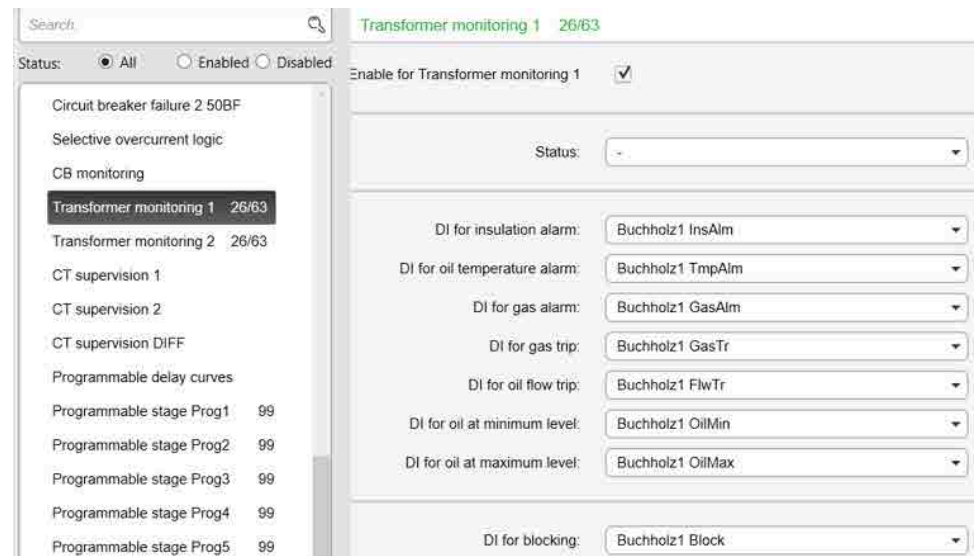 Search
Status: All Enabled Disabled
Circuit breaker failure 2 50BF
Selective overcurrent logic
CB monitoring
Transformer monitoring 1 26/63
Transformer monitoring 2 26/63
CT supervision 1
CT supervision 2
CT supervision DIFF
Programmable delay curves
Programmable stage Prog1 99
Programmable stage Prog2 99
Programmable stage Prog3 99
Programmable stage Prog4 99
Programmable stage Prog5 99
Transformer monitoring 1 26/63
Enable for Transformer monitoring 1
Status: -
DI for insulation alarm: Buchholz1 InsAlm
DI for oil temperature alarm: Buchholz1 TmpAlm
DI for gas alarm: Buchholz1 GasAlm
DI for gas trip: Buchholz1 GasTr
DI for oil flow trip: Buchholz1 FlwTr
DI for oil at minimum level: Buchholz1 OilMin
DI for oil at maximum level: Buchholz1 OilMax
DI for blocking: Buchholz1 Block